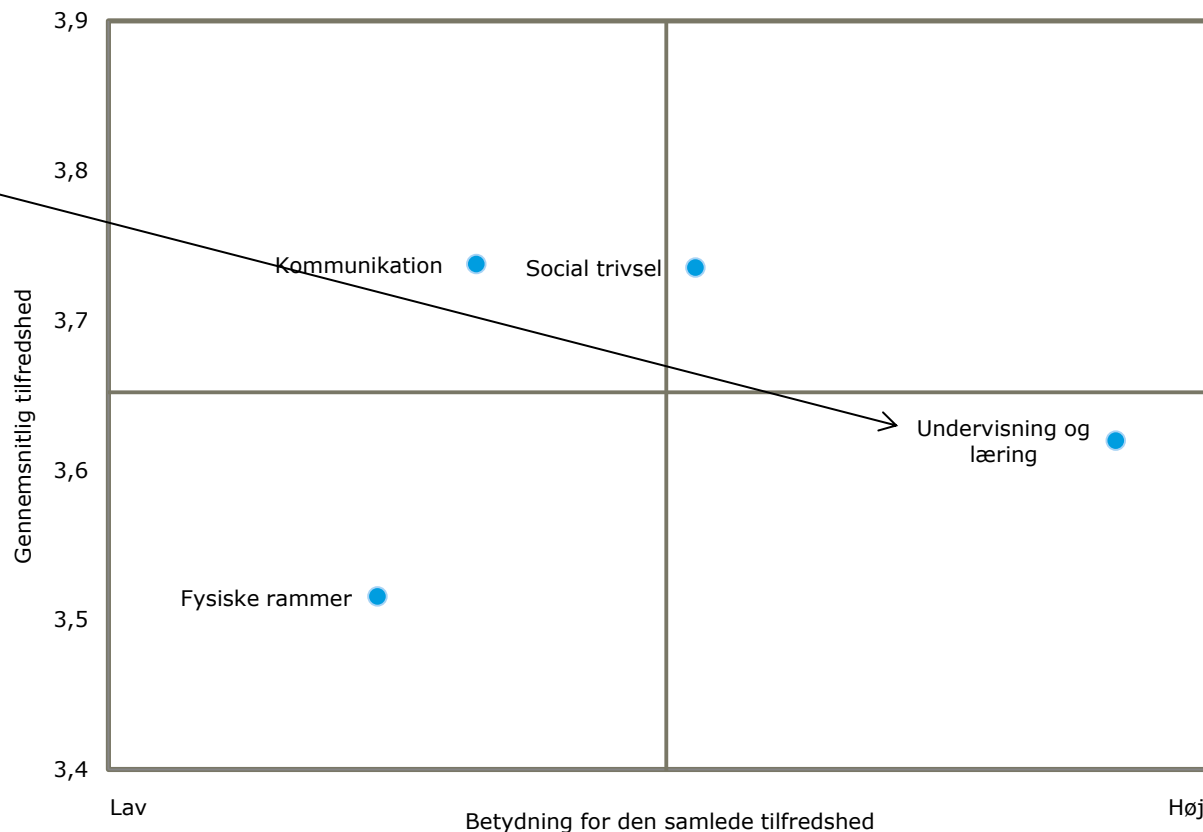 3,9
3,8
Kommunikation
Social trivsel
3,7
Gennemsnitlig tilfredshed
Undervisning og
læring
3,6
Fysiske rammer
3,5
3,4
Lav
Høj
Betydning for den samlede tilfredshed